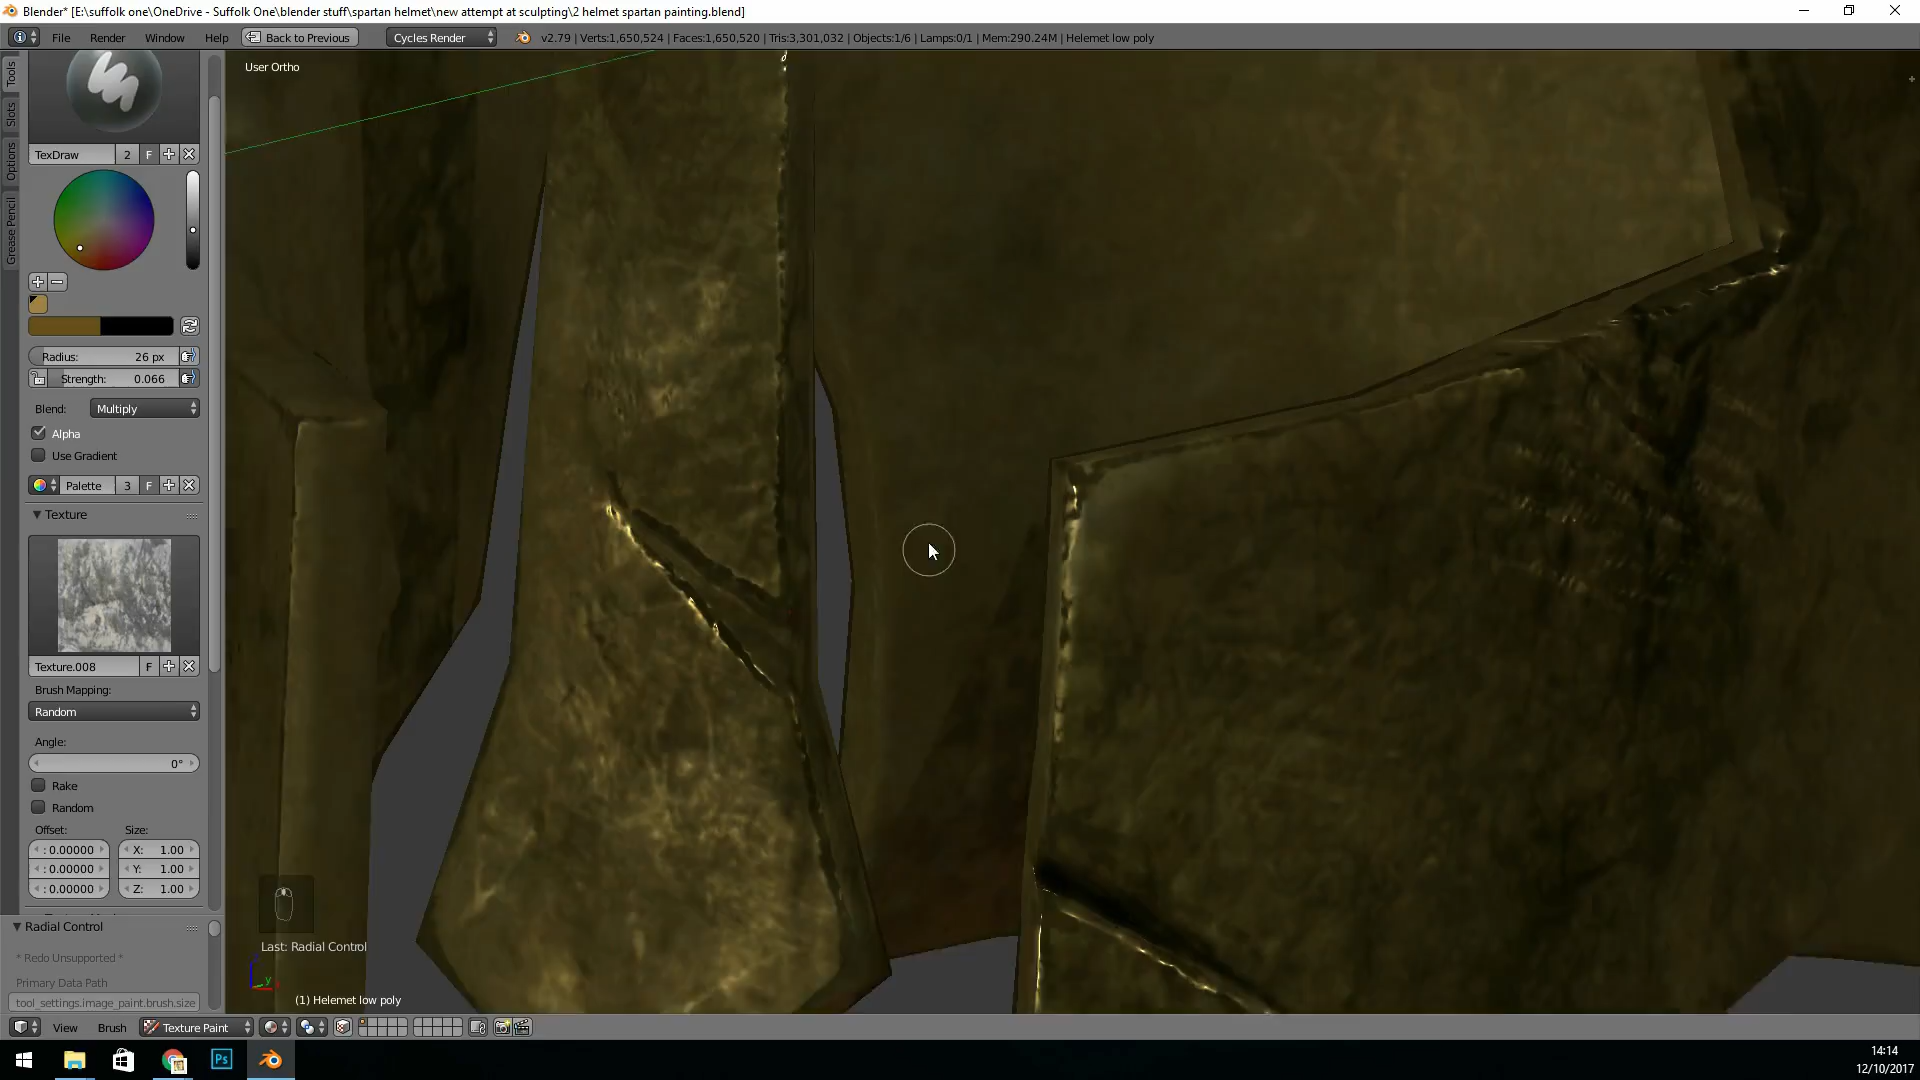 Blender* [E:\suffolk one\OneDrive - Suffolk One\blender stuff\spartan helmet\new attempt at sculpting\2 helmet spartan painting.blend]
File Render Window Help Back to Previous Cycles Render v2.79 | Verts:1,650,524 | Faces:1,650,520 | Tris:3,301,032 | Objects:1/6 | Lamps:0/1 | Mem:290.24M | Helemet low poly
User Ortho
Tools
Slots
Options
Grease Pencil
TexDraw 2 F
Radius: 26 px
Strength: 0.066
Blend: Multiply
Alpha
Use Gradient
Palette 3 F
Texture
Texture.008 F
Brush Mapping:
Random
Angle:
0°
Rake
Random
Offset: Size:
: 0.00000 X: 1.00
: 0.00000 Y: 1.00
: 0.00000 Z: 1.00
Radial Control
* Redo Unsupported *
Primary Data Path
tool_settings.image_paint.brush.size
Last: Radial Control
y
(1) Helemet low poly
View Brush Texture Paint
Ps
14:14
12/10/2017